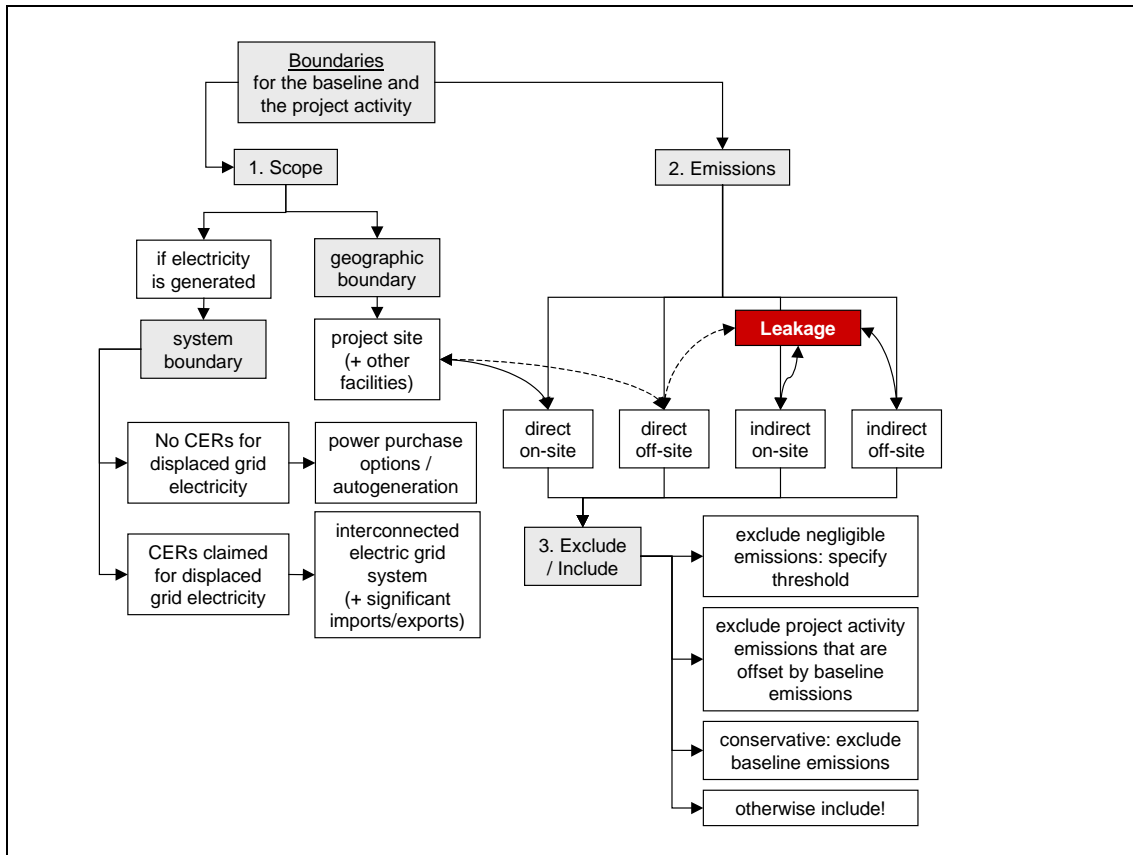 Boundaries
for the baseline and
the project activity
1. Scope
2. Emissions
if electricity
is generated
geographic
boundary
system
boundary
project site
(+ other
facilities)
Leakage
direct
on-site
direct
off-site
indirect
on-site
indirect
off-site
No CERs for
displaced grid
electricity
power purchase
options /
autogeneration
CERs claimed
for displaced
grid electricity
interconnected
electric grid
system
(+ significant
imports/exports)
3. Exclude
/ Include
exclude negligible
emissions: specify
threshold
exclude project activity
emissions that are
offset by baseline
emissions
conservative: exclude
baseline emissions
otherwise include!